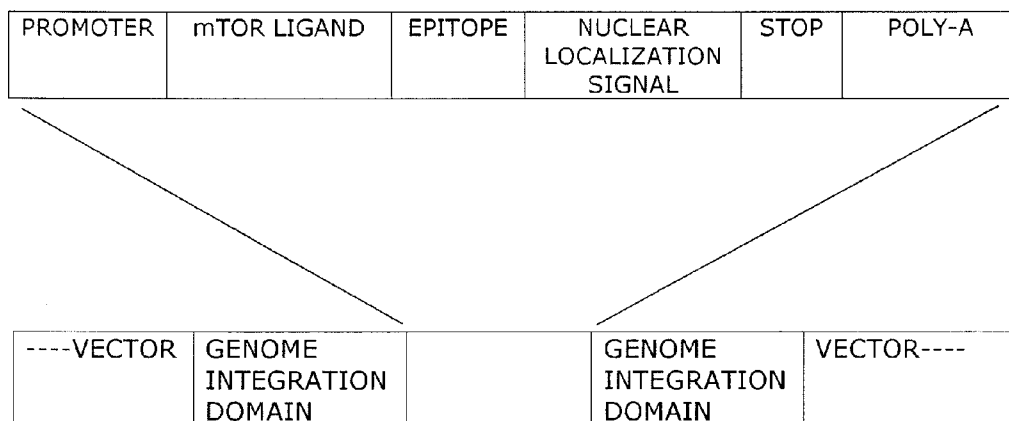 PROMOTER mTOR LIGAND EPITOPE NUCLEAR LOCALIZATION SIGNAL STOP POLY-A
----VECTOR GENOME INTEGRATION DOMAIN GENOME INTEGRATION DOMAIN VECTOR----